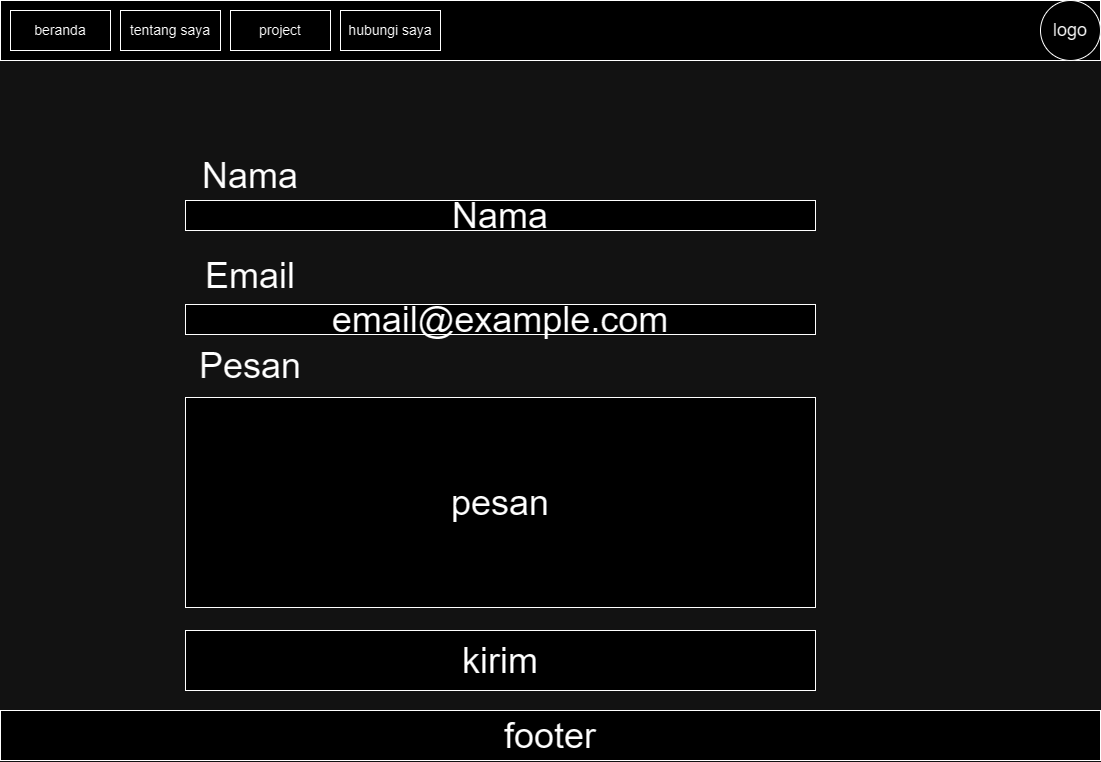 beranda
tentang saya
project
hubungi saya
logo
Nama
Nama
Email
email@example.com
Pesan
pesan
kirim
footer